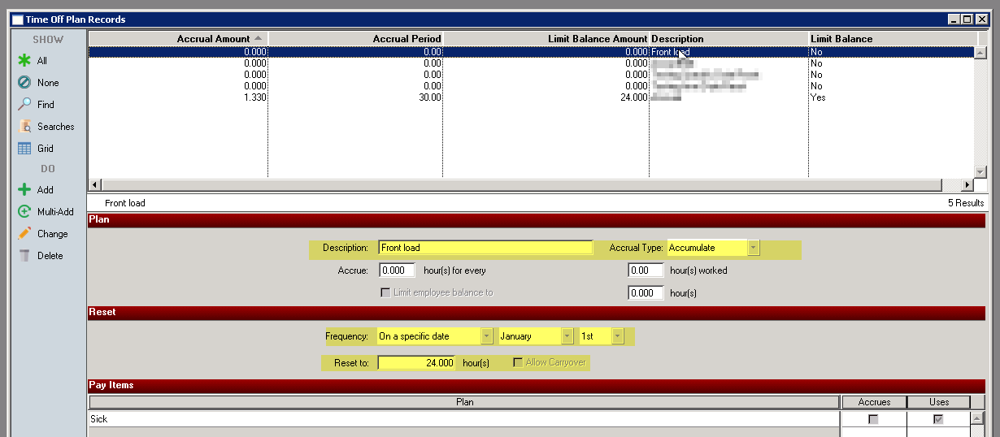 Time Off Plan Records
SHOW
All
None
Find
Searches
Grid
DO
Add
Multi-Add
Change
Delete
Accrual Amount Accrual Period Limit Balance Amount Description Limit Balance
0.000 0.00 0.000 Front load No
0.000 0.00 0.000 No
0.000 0.00 0.000 No
0.000 0.00 0.000 No
1.330 30.00 24.000 Yes
Front load 5 Results
Plan
Description: Front load Accrual Type: Accumulate
Accrue: 0.000 hour(s) for every 0.00 hour(s) worked
Limit employee balance to 0.000 hour(s)
Reset
Frequency: On a specific date January 1st
Reset to: 24.000 hour(s) Allow Carryover
Pay Items
Plan Accrues Uses
Sick